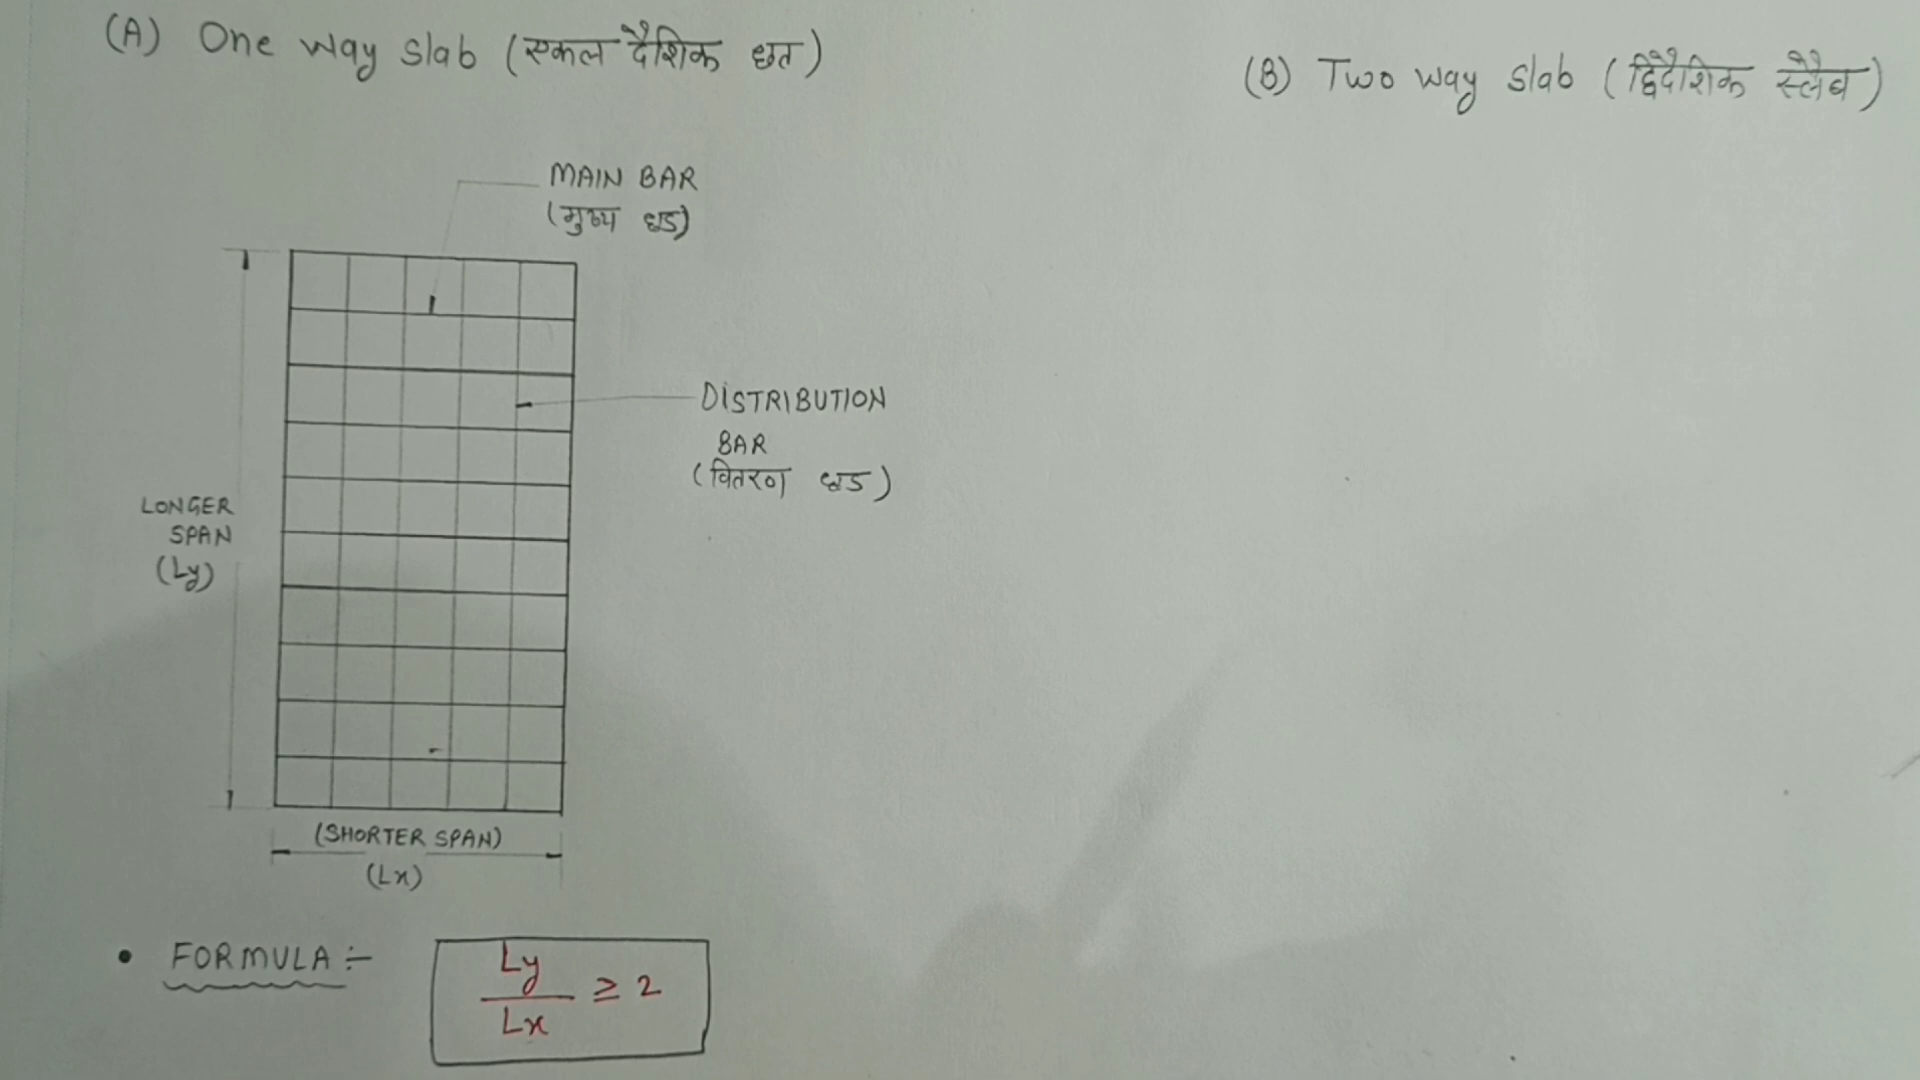 (A) One way slab (एकल दैशिक छत)
(B) Two way slab (द्विदैशिक स्लैब)
MAIN BAR
(मुख्य छड)
DISTRIBUTION
BAR
(वितरण छड)
LONGER
SPAN
(Ly)
(SHORTER SPAN)
(Lx)
• FORMULA :-
Ly
≥ 2
Lx